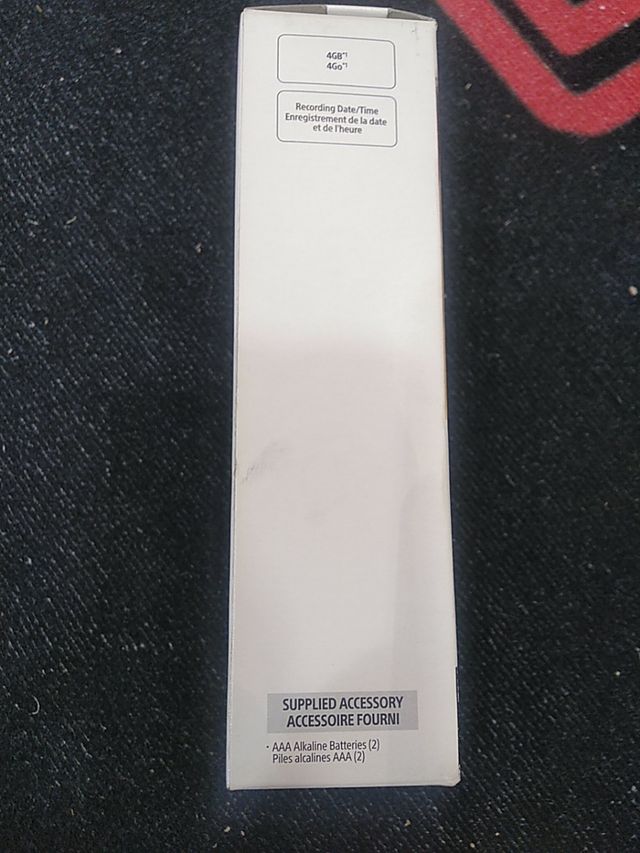 4GB*1
4Go*1
Recording Date/Time
Enregistrement de la date
et de l'heure
SUPPLIED ACCESSORY
ACCESSOIRE FOURNI
· AAA Alkaline Batteries (2)
Piles alcalines AAA (2)